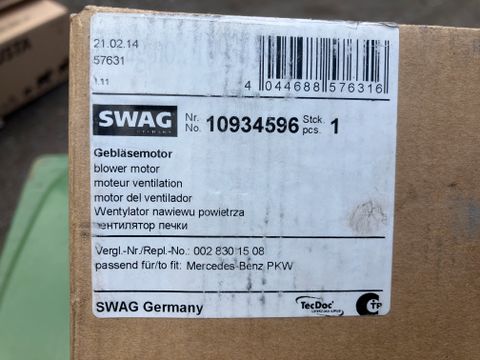 21.02.14
57631
1.11
4 044688 576316
SWAG
GERMANY
Nr.
No. 10934596 Stck.
pcs. 1
Gebläsemotor
blower motor
moteur ventilation
motor del ventilador
Wentylator nawiewu powietrza
вентилятор печки
Vergl.-Nr./Repl.-No.: 002 830 15 08
passend für/to fit: Mercedes-Benz PKW
SWAG Germany
TecDoc
TP